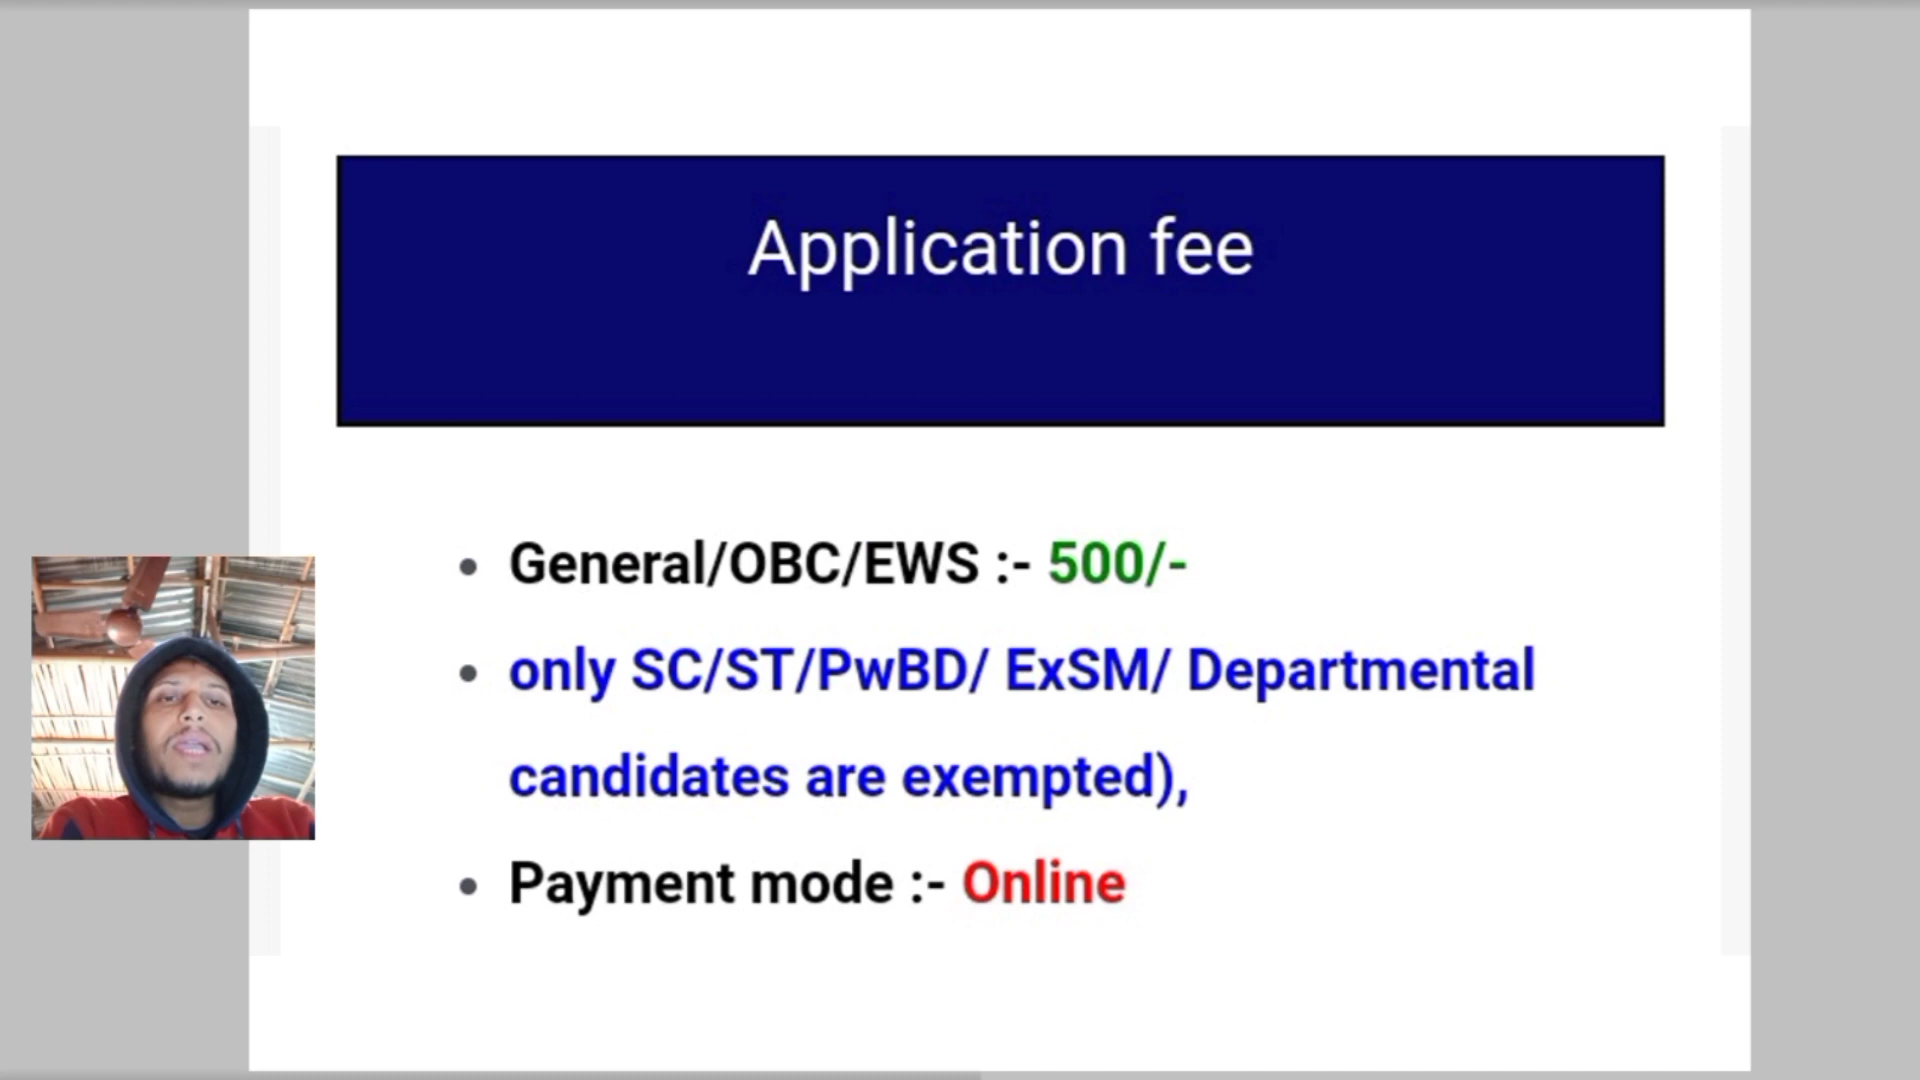 Application fee
General/OBC/EWS :- 500/-
only SC/ST/PwBD/ ExSM/ Departmental
candidates are exempted),
Payment mode :- Online